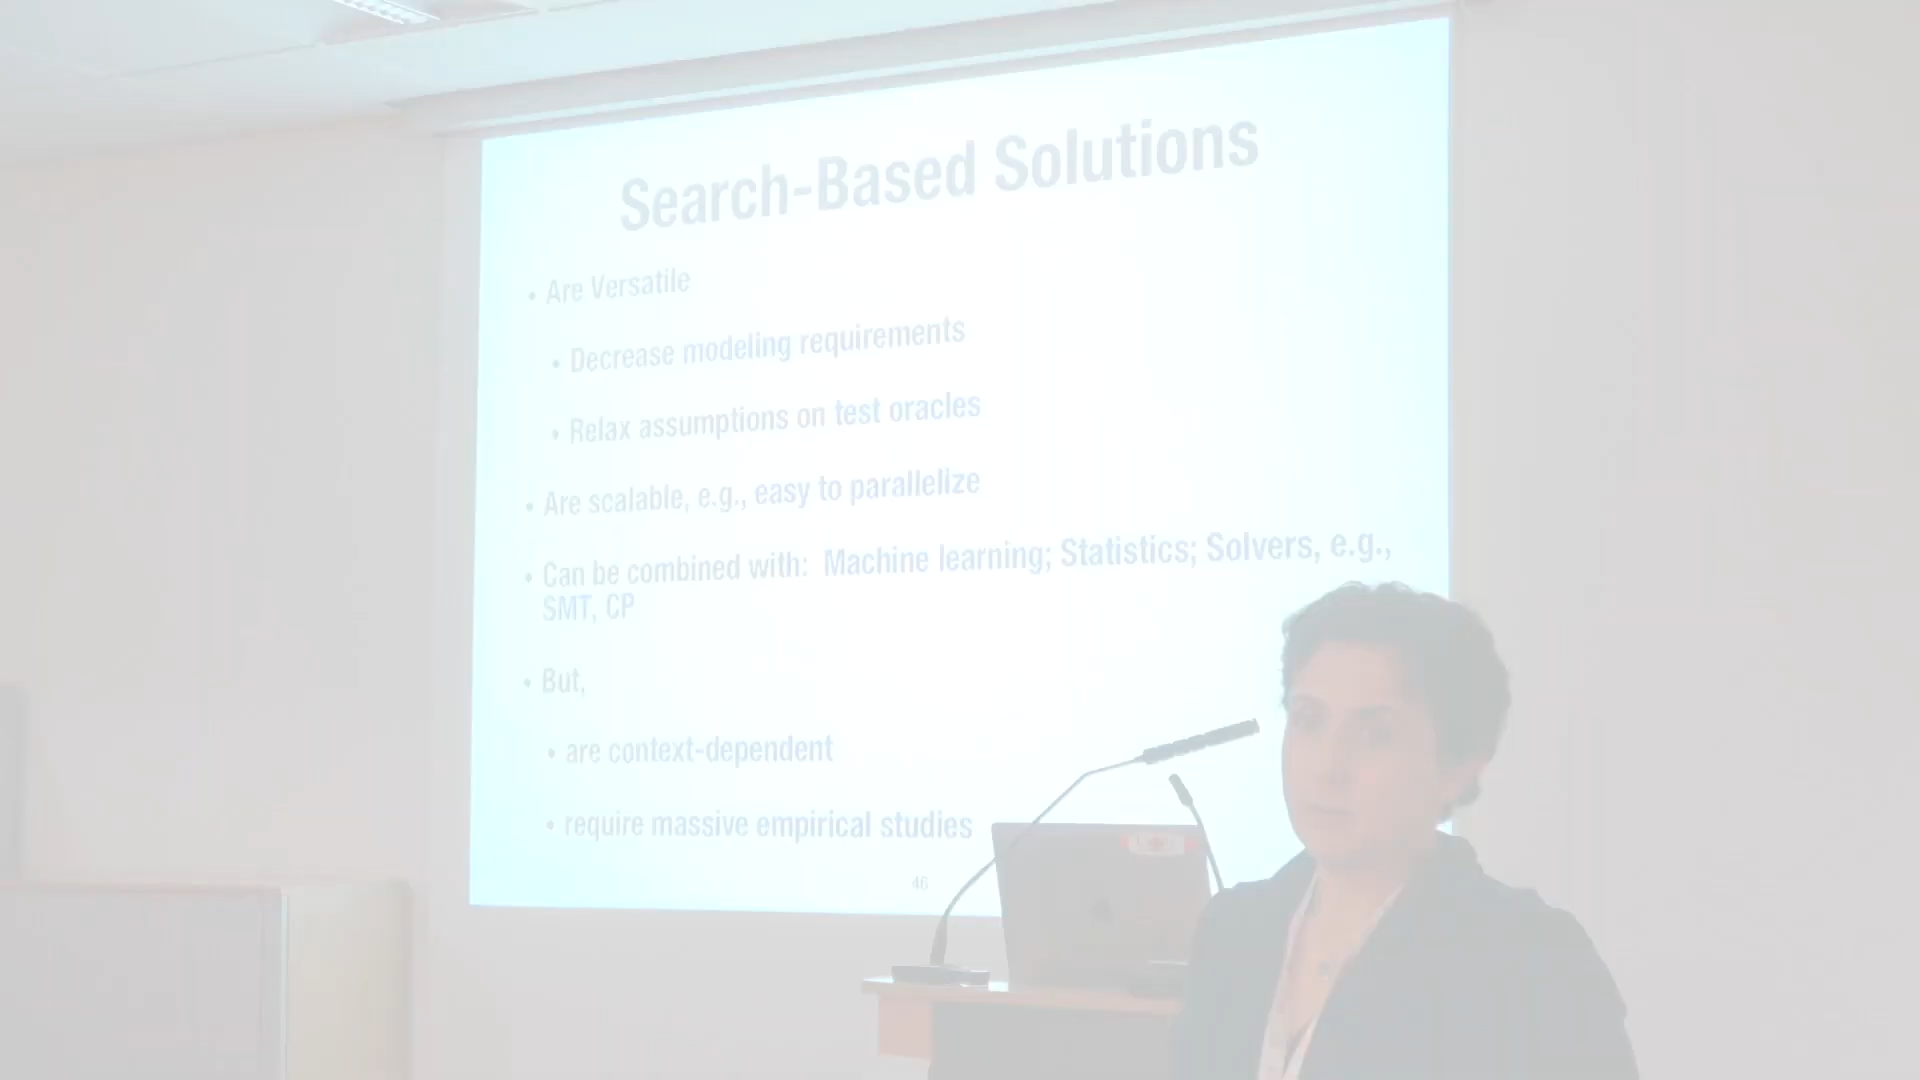 Search-Based Solutions
• Are Versatile
• Decrease modeling requirements
• Relax assumptions on test oracles
• Are scalable, e.g., easy to parallelize
• Can be combined with: Machine learning; Statistics; Solvers, e.g.,
SMT, CP
• But,
• are context-dependent
• require massive empirical studies
46